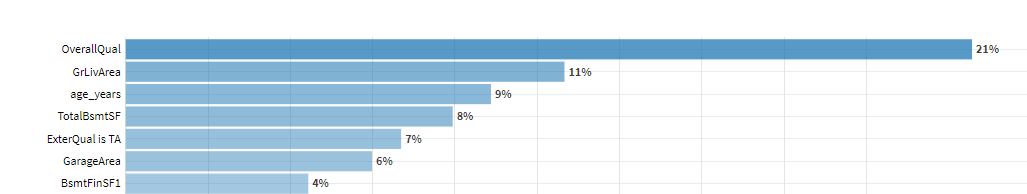 OverallQual 21%
GrLivArea 11%
age_years 9%
TotalBsmtSF 8%
ExterQual is TA 7%
GarageArea 6%
BsmtFinSF1 4%